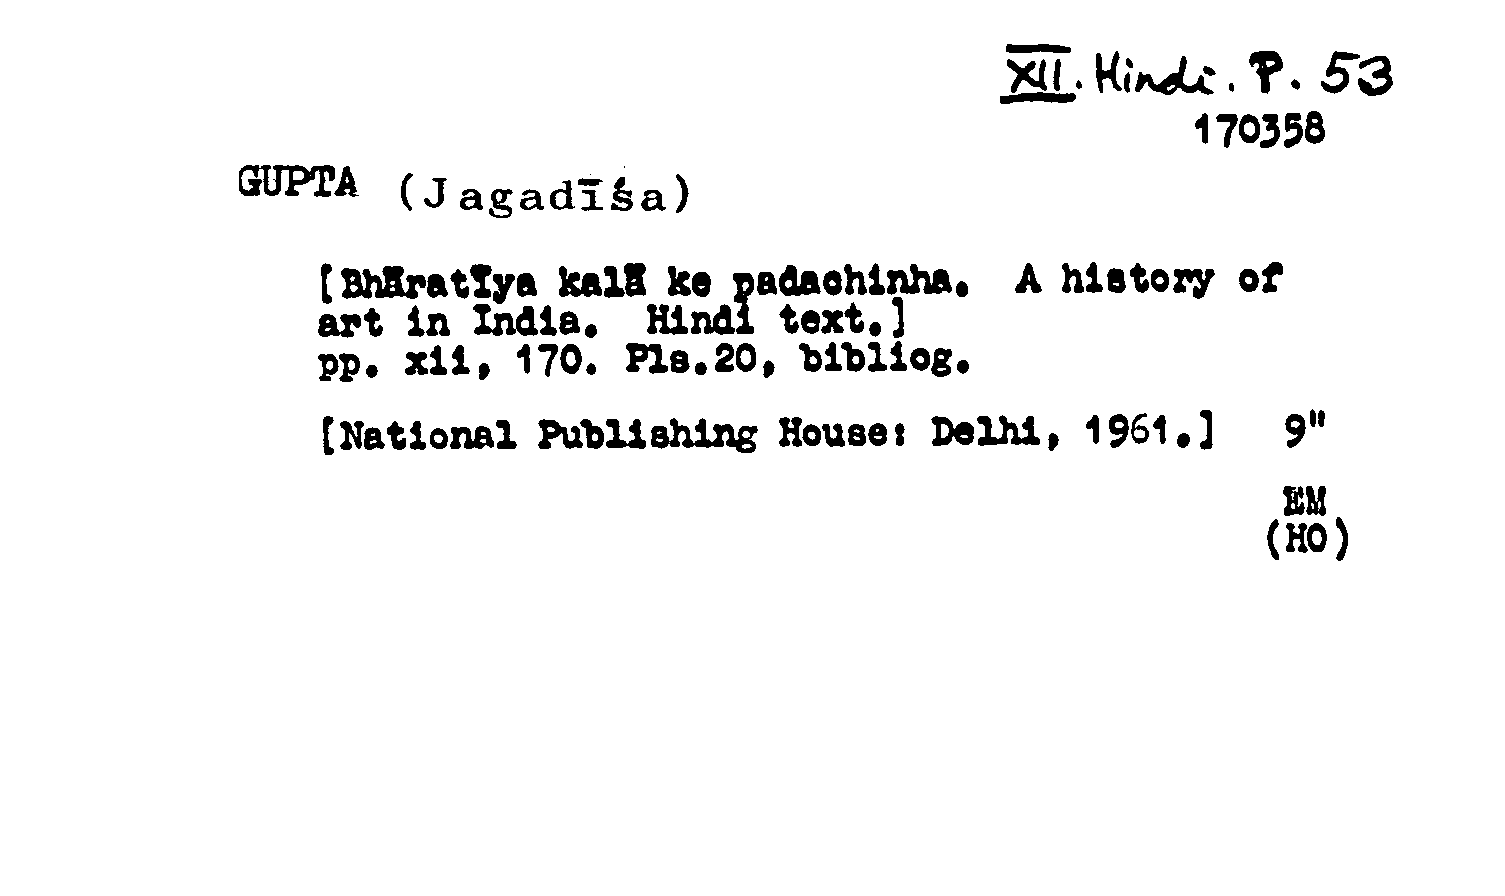 XII. Hindi. P. 53
170358
GUPTA (Jagadīśa)
[Bhāratīya kalā ke padachinha. A history of
art in India. Hindi text.]
pp. xii, 170. Pls.20, bibliog.
[National Publishing House: Delhi, 1961.] 9"
EM
(HO)